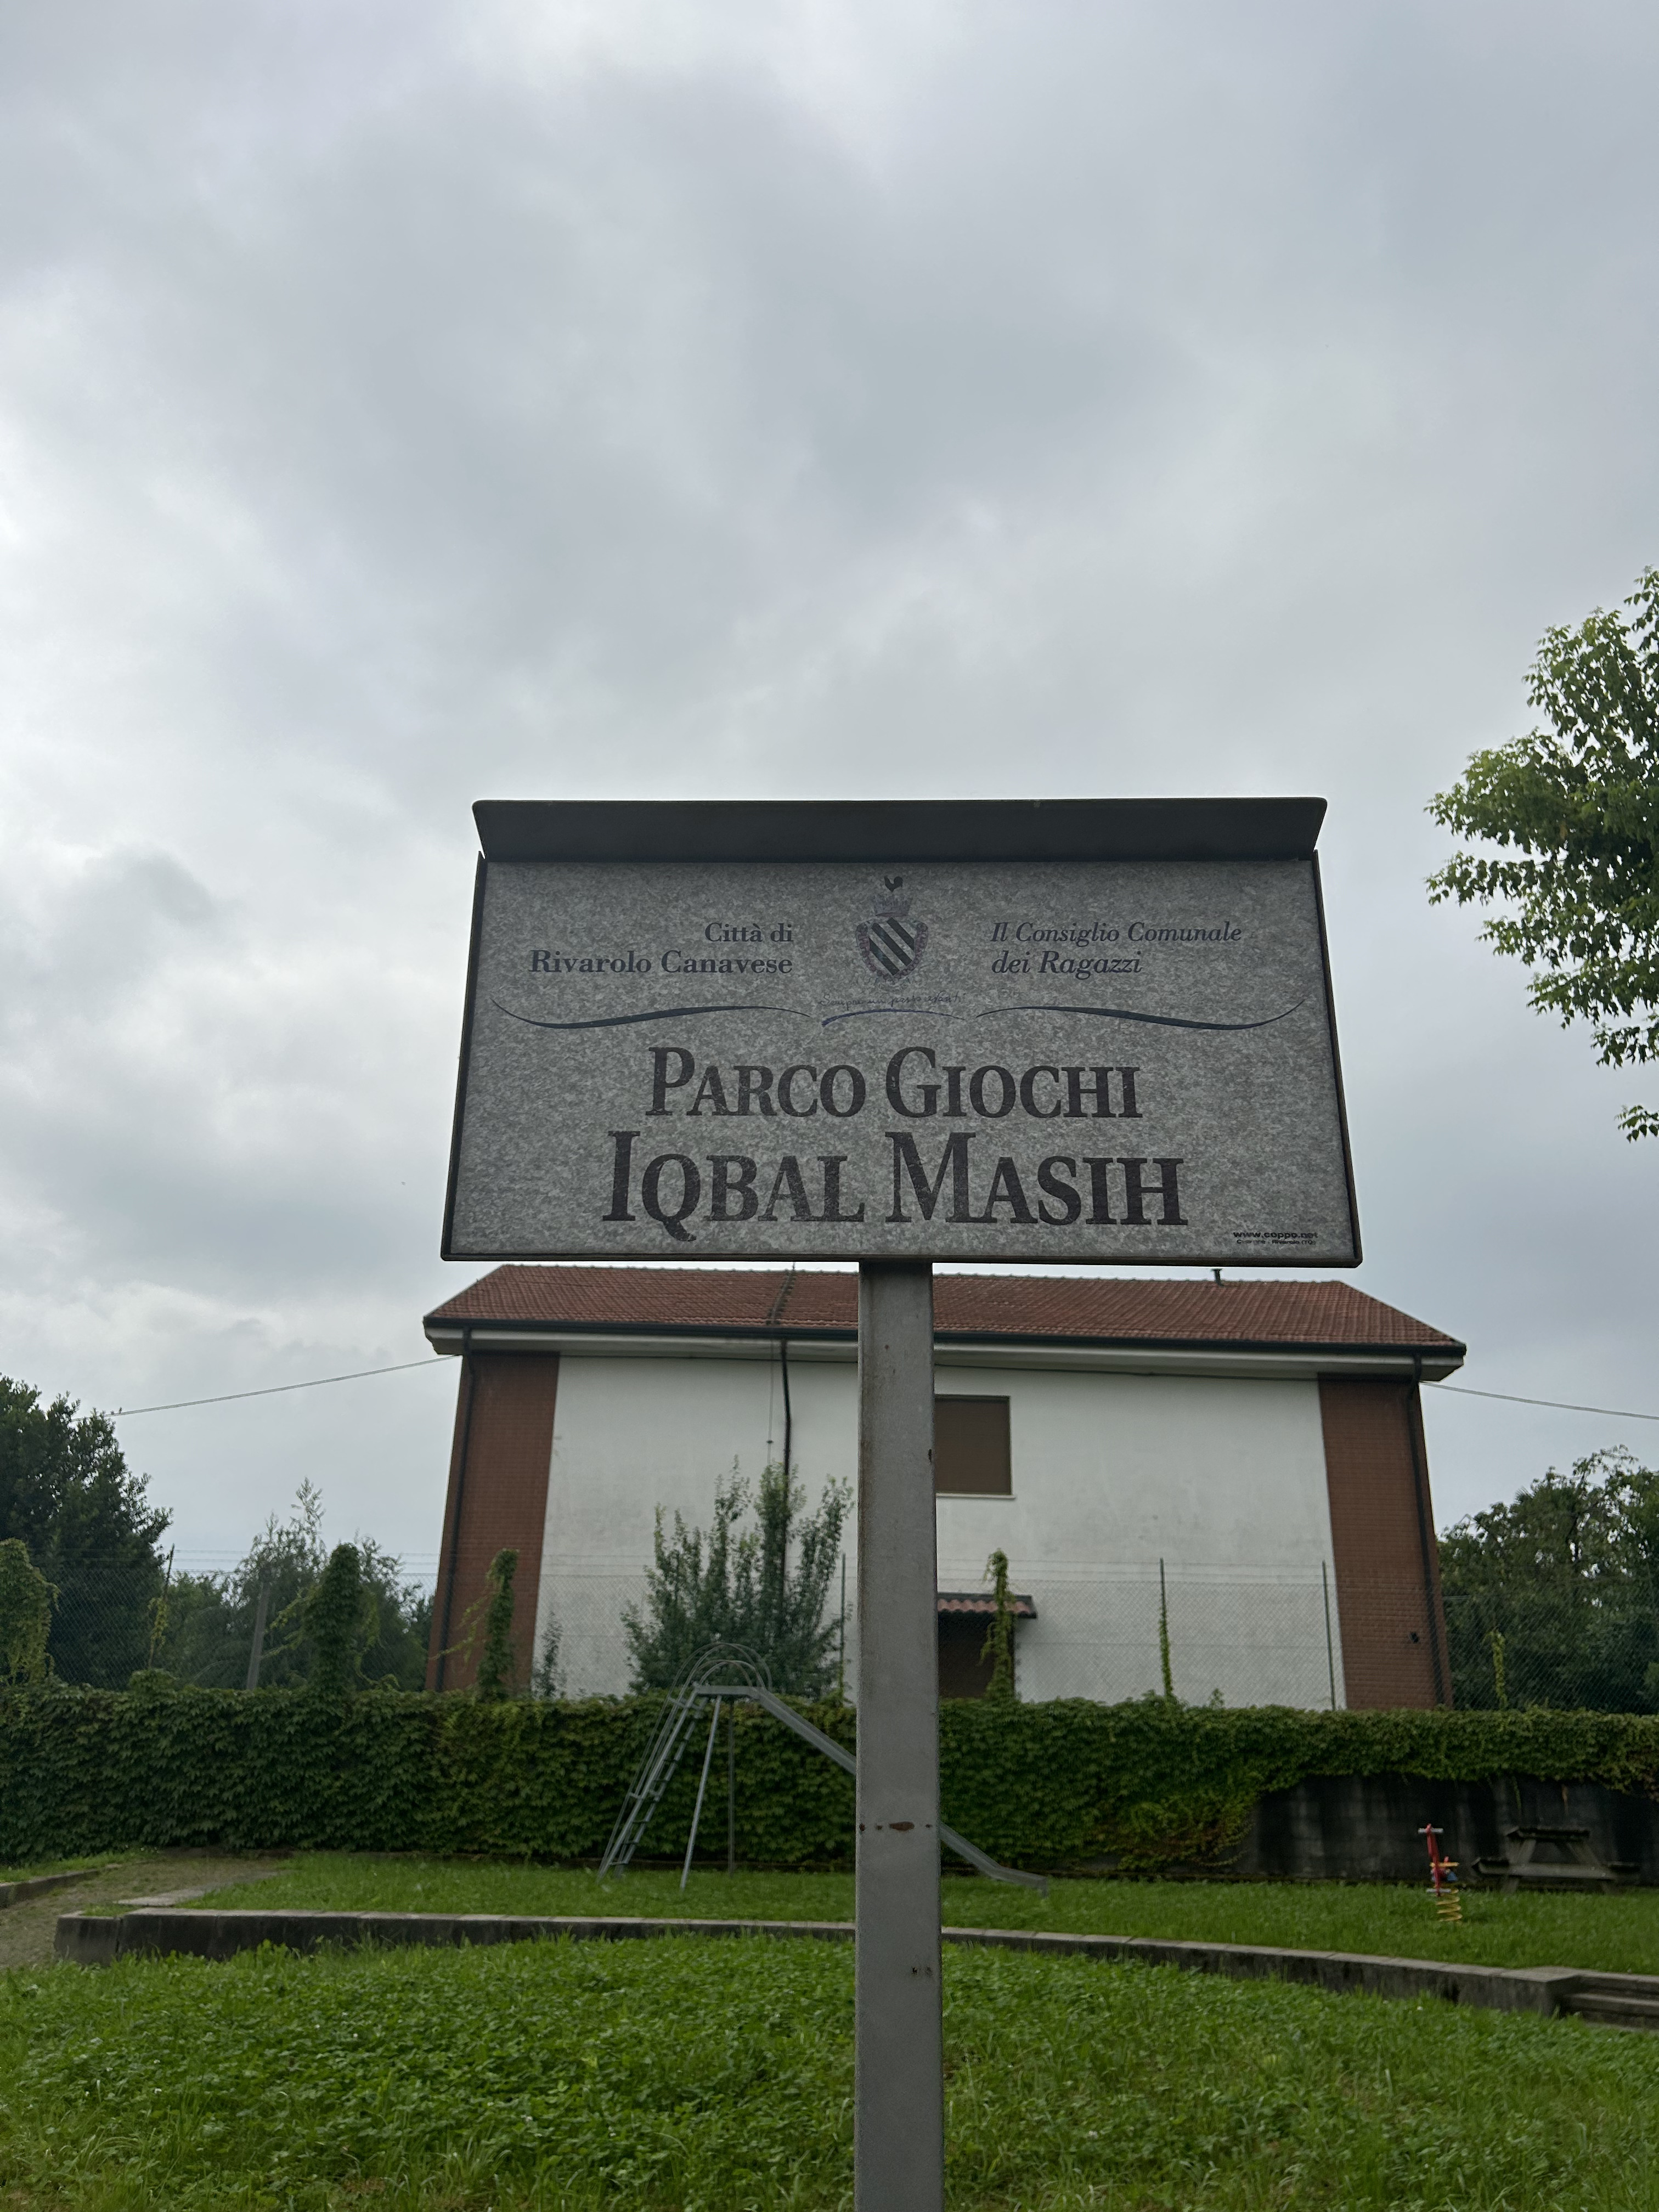 Città di
Rivarolo Canavese
Il Consiglio Comunale
dei Ragazzi
PARCO GIOCHI
IQBAL MASIH
www.coppo.net